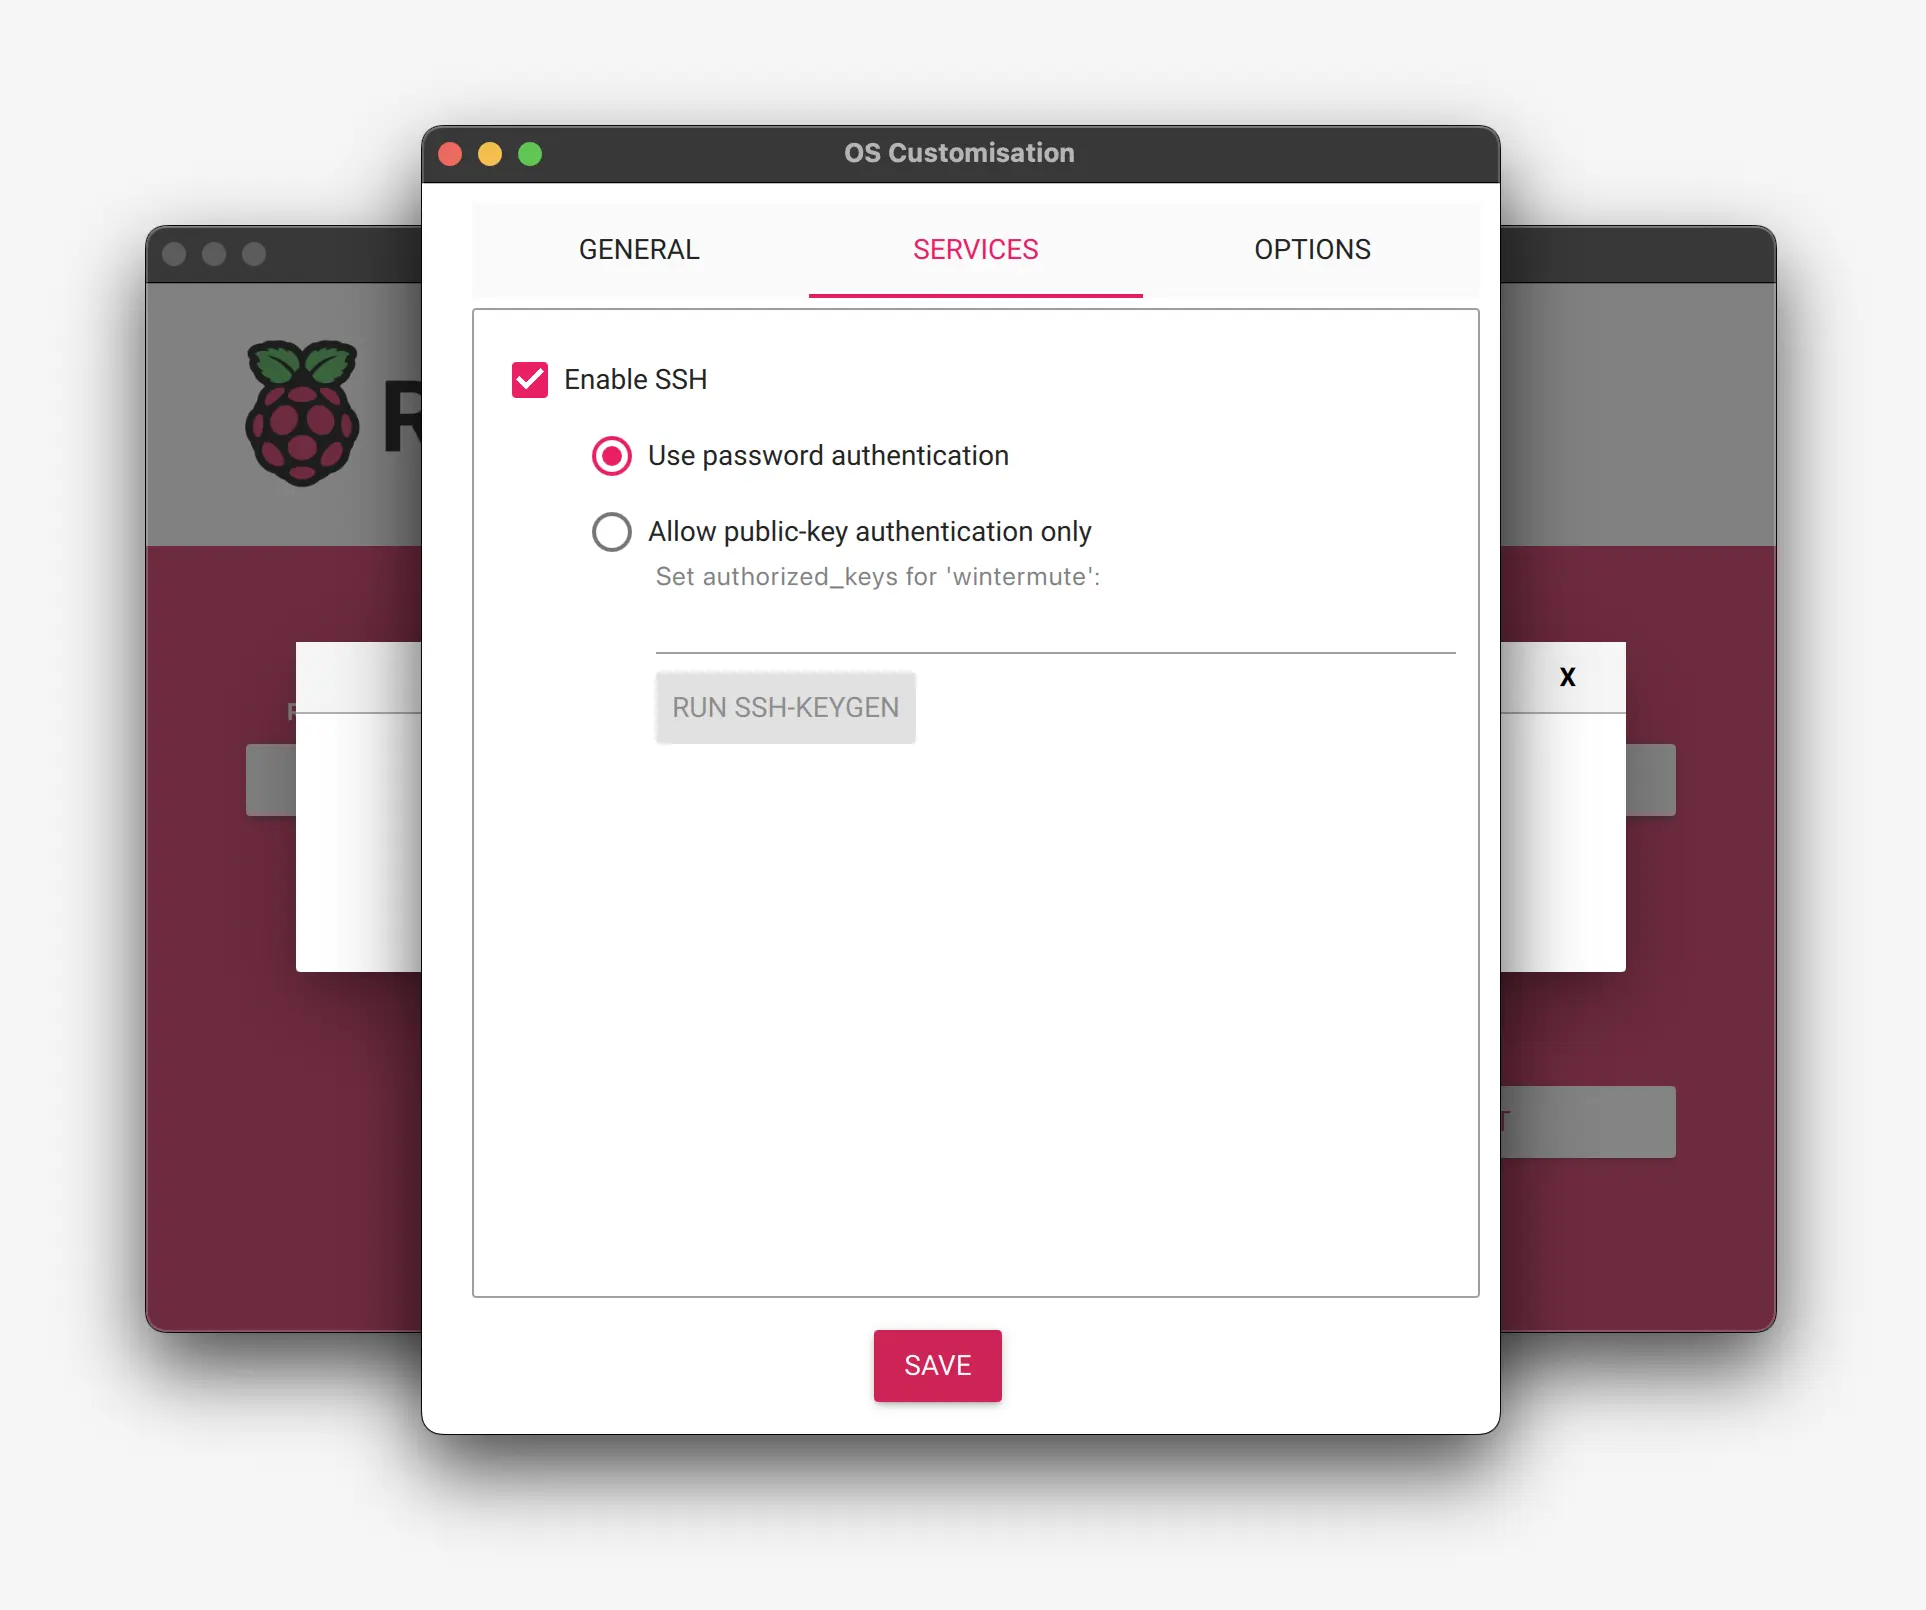 OS Customisation
GENERAL
SERVICES
OPTIONS
Enable SSH
Use password authentication
Allow public-key authentication only
Set authorized_keys for 'wintermute':
RUN SSH-KEYGEN
SAVE
R
R
X
T